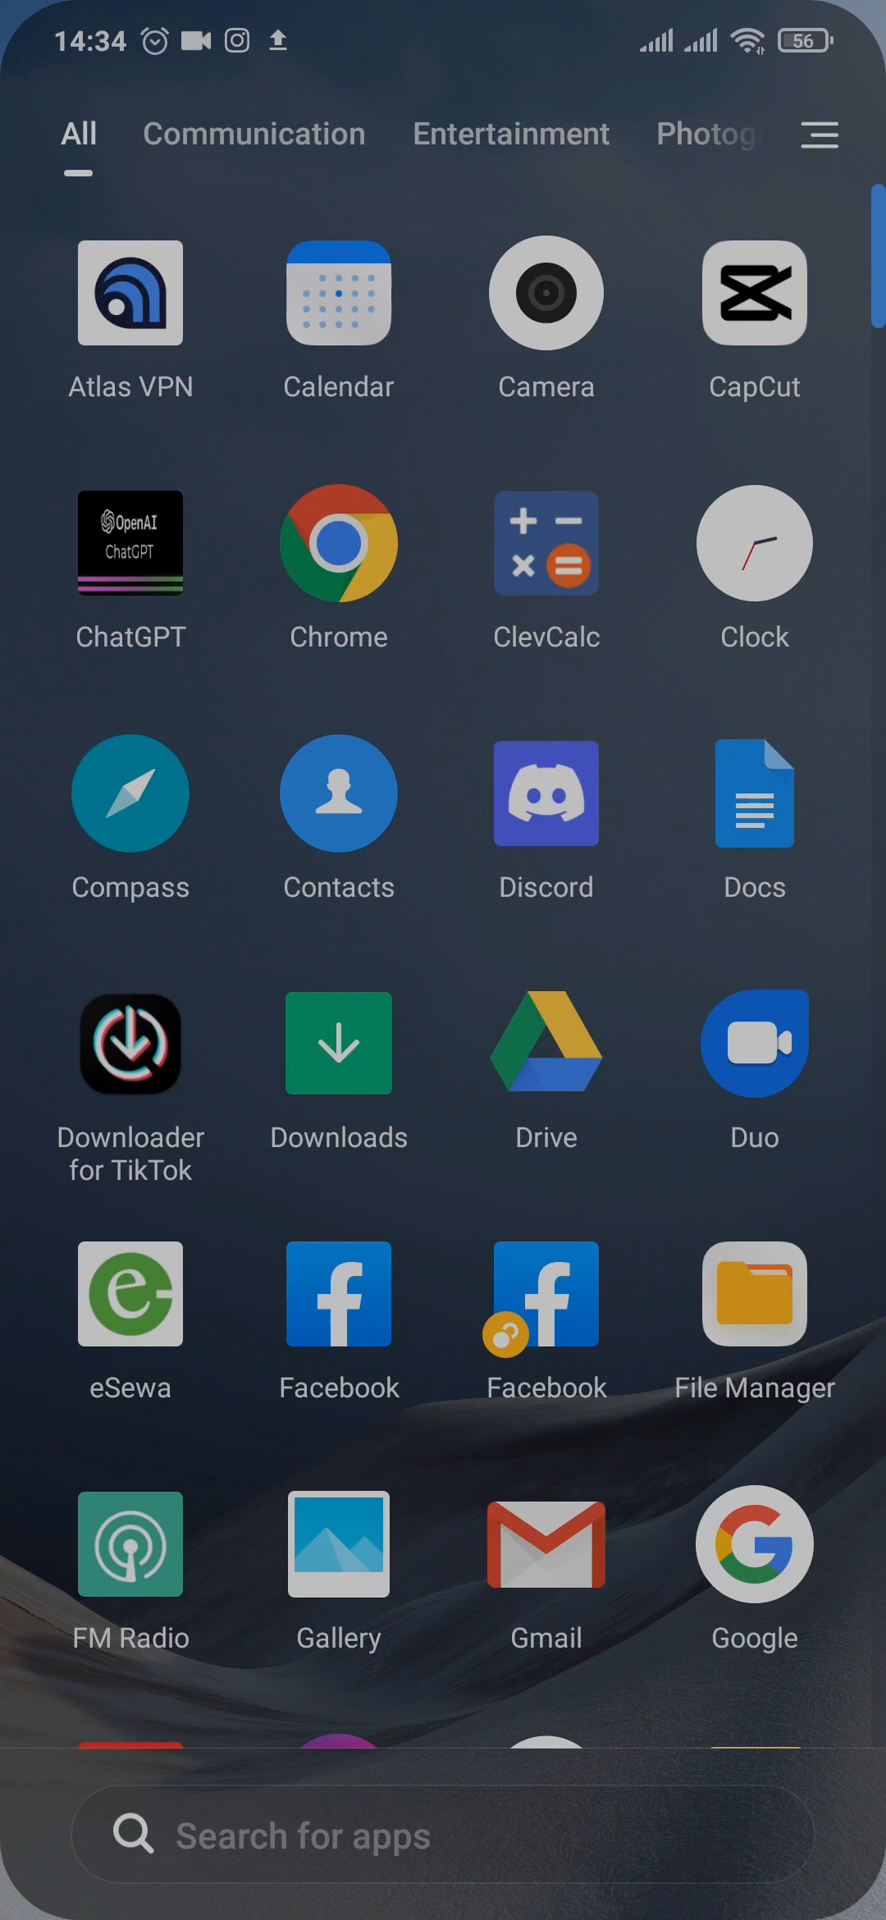 14:34
56
All Communication Entertainment Photog
Atlas VPN Calendar Camera CapCut
OpenAI
ChatGPT
ChatGPT Chrome ClevCalc Clock
Compass Contacts Discord Docs
Downloader Downloads Drive Duo
for TikTok
eSewa Facebook Facebook File Manager
FM Radio Gallery Gmail Google
Search for apps